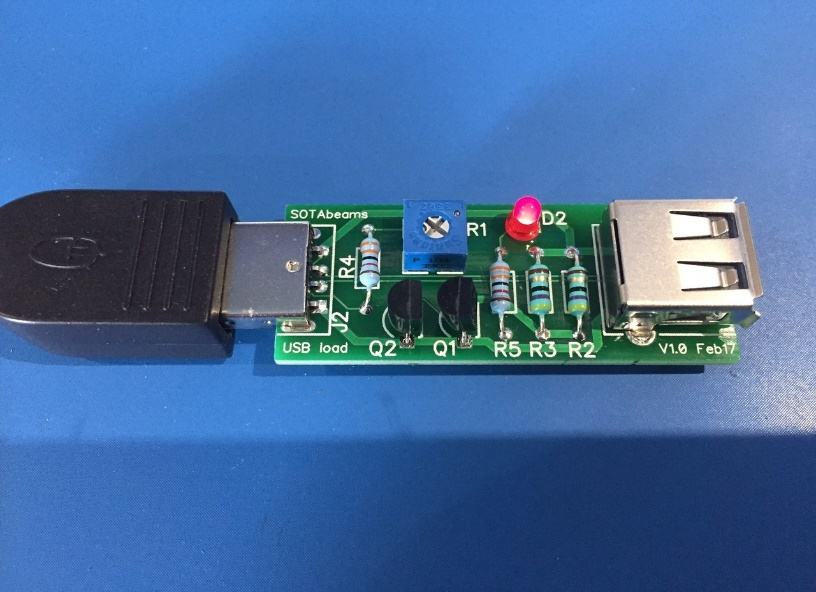 SOTAbeams
R1
D2
R4
J2
USB load
Q2
Q1
R5
R3
R2
V1.0 Feb17